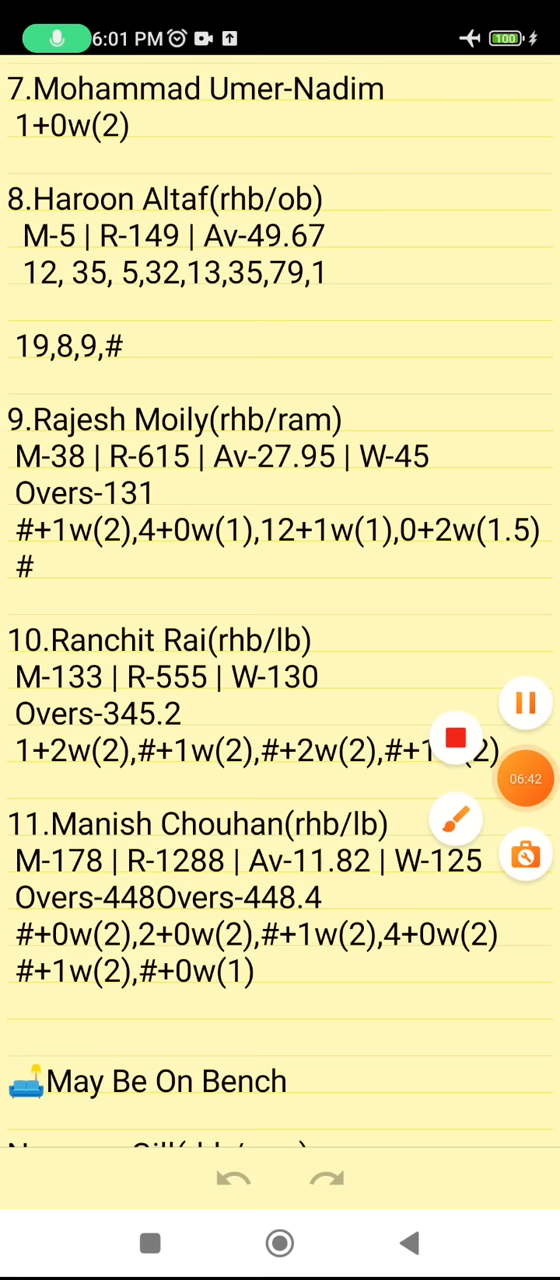 6:01 PM
100
7.Mohammad Umer-Nadim
1+0w(2)
8.Haroon Altaf(rhb/ob)
M-5 | R-149 | Av-49.67
12, 35, 5,32,13,35,79,1
19,8,9,#
9.Rajesh Moily(rhb/ram)
M-38 | R-615 | Av-27.95 | W-45
Overs-131
#+1w(2),4+0w(1),12+1w(1),0+2w(1.5)
#
10.Ranchit Rai(rhb/lb)
M-133 | R-555 | W-130
Overs-345.2
1+2w(2),#+1w(2),#+2w(2),#+1 2)
06:42
11.Manish Chouhan(rhb/lb)
M-178 | R-1288 | Av-11.82 | W-125
Overs-448Overs-448.4
#+0w(2),2+0w(2),#+1w(2),4+0w(2)
#+1w(2),#+0w(1)
May Be On Bench